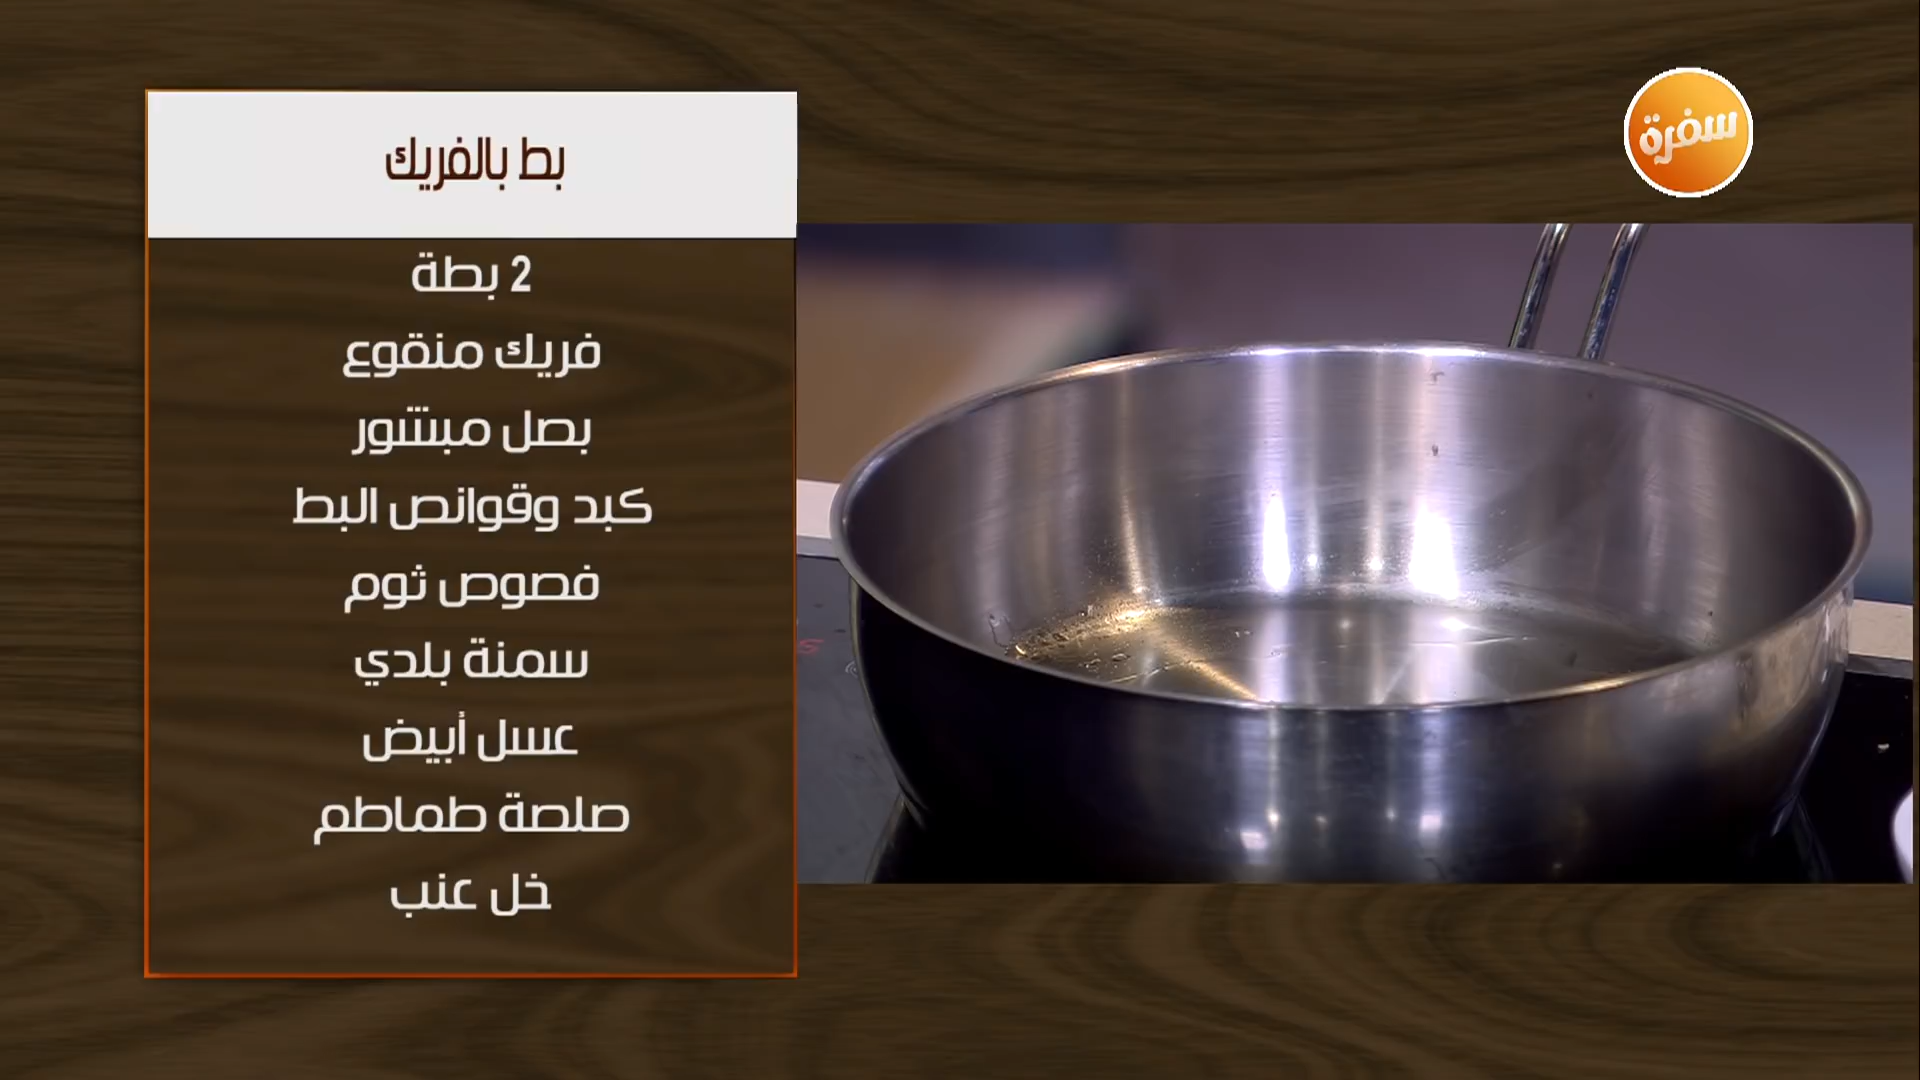 سفرة
بط بالفريك
2 بطة
فريك منقوع
بصل مبشور
كبد وقوانص البط
فصوص ثوم
سمنة بلدي
عسل أبيض
صلصة طماطم
خل عنب